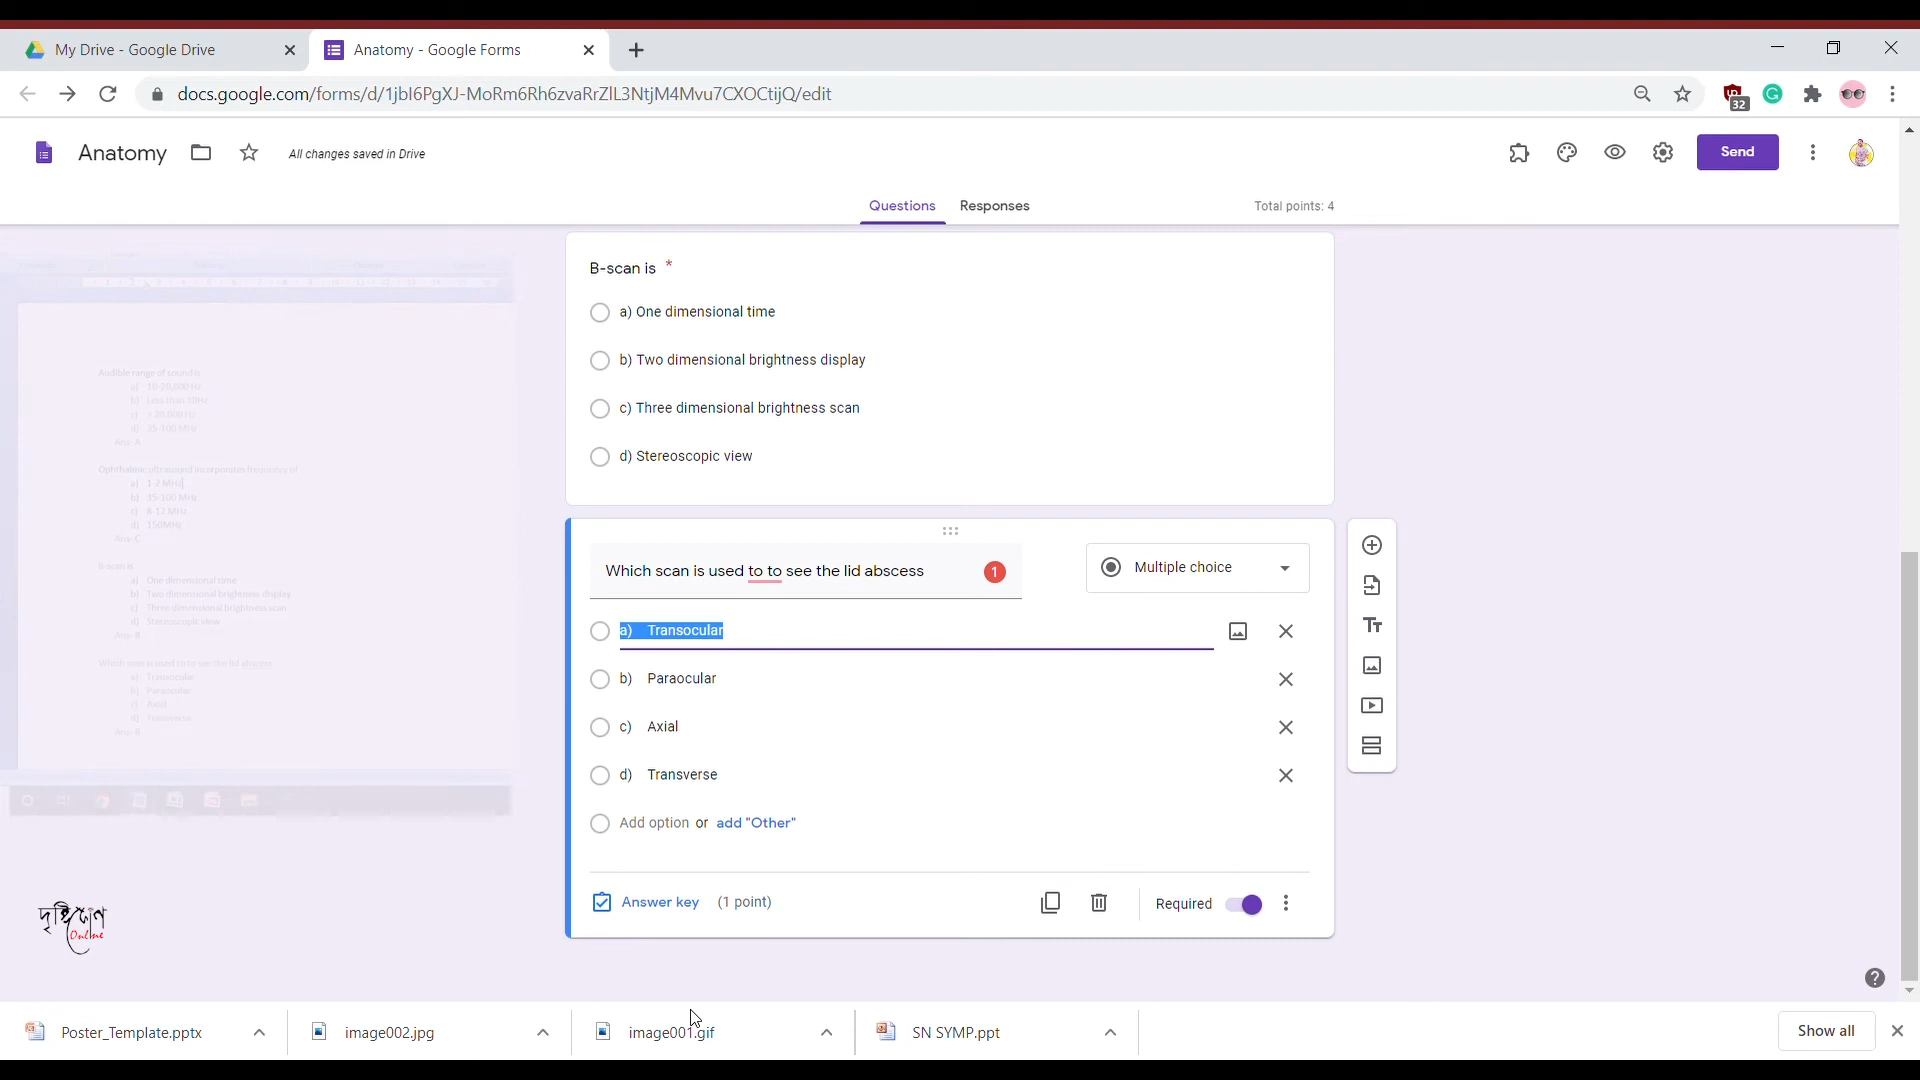 My Drive - Google Drive
Anatomy - Google Forms
docs.google.com/forms/d/1jbI6PgXJ-MoRm6Rh6zvaRrZlL3NtjM4Mvu7CXOCtijQ/edit
32
Anatomy
All changes saved in Drive
Send
Questions
Responses
Total points: 4
B-scan is *
a) One dimensional time
b) Two dimensional brightness display
c) Three dimensional brightness scan
d) Stereoscopic view
Audible range of sound is
a) 10-20,000 Hz
b) Less than 10Hz
c) > 20,000 Hz
d) 35-100 MHz
Ans- A
Ophthalmic ultrasound incorporates frequency of
a) 1-2 MHz
b) 35-100 MHz
c) 8-12 MHz
d) 150MHz
Ans- C
B-scan is
a) One dimensional time
b) Two dimensional brightness display
c) Three dimensional brightness scan
d) Stereoscopic view
Ans- B
Which scan is used to to see the lid abscess
a) Transocular
b) Paraocular
c) Axial
d) Transverse
Ans- B
Which scan is used to to see the lid abscess
1
Multiple choice
a) Transocular
b) Paraocular
c) Axial
d) Transverse
Add option or add "Other"
Answer key (1 point)
Required
Online
Poster_Template.pptx
image002.jpg
image001.gif
SN SYMP.ppt
Show all